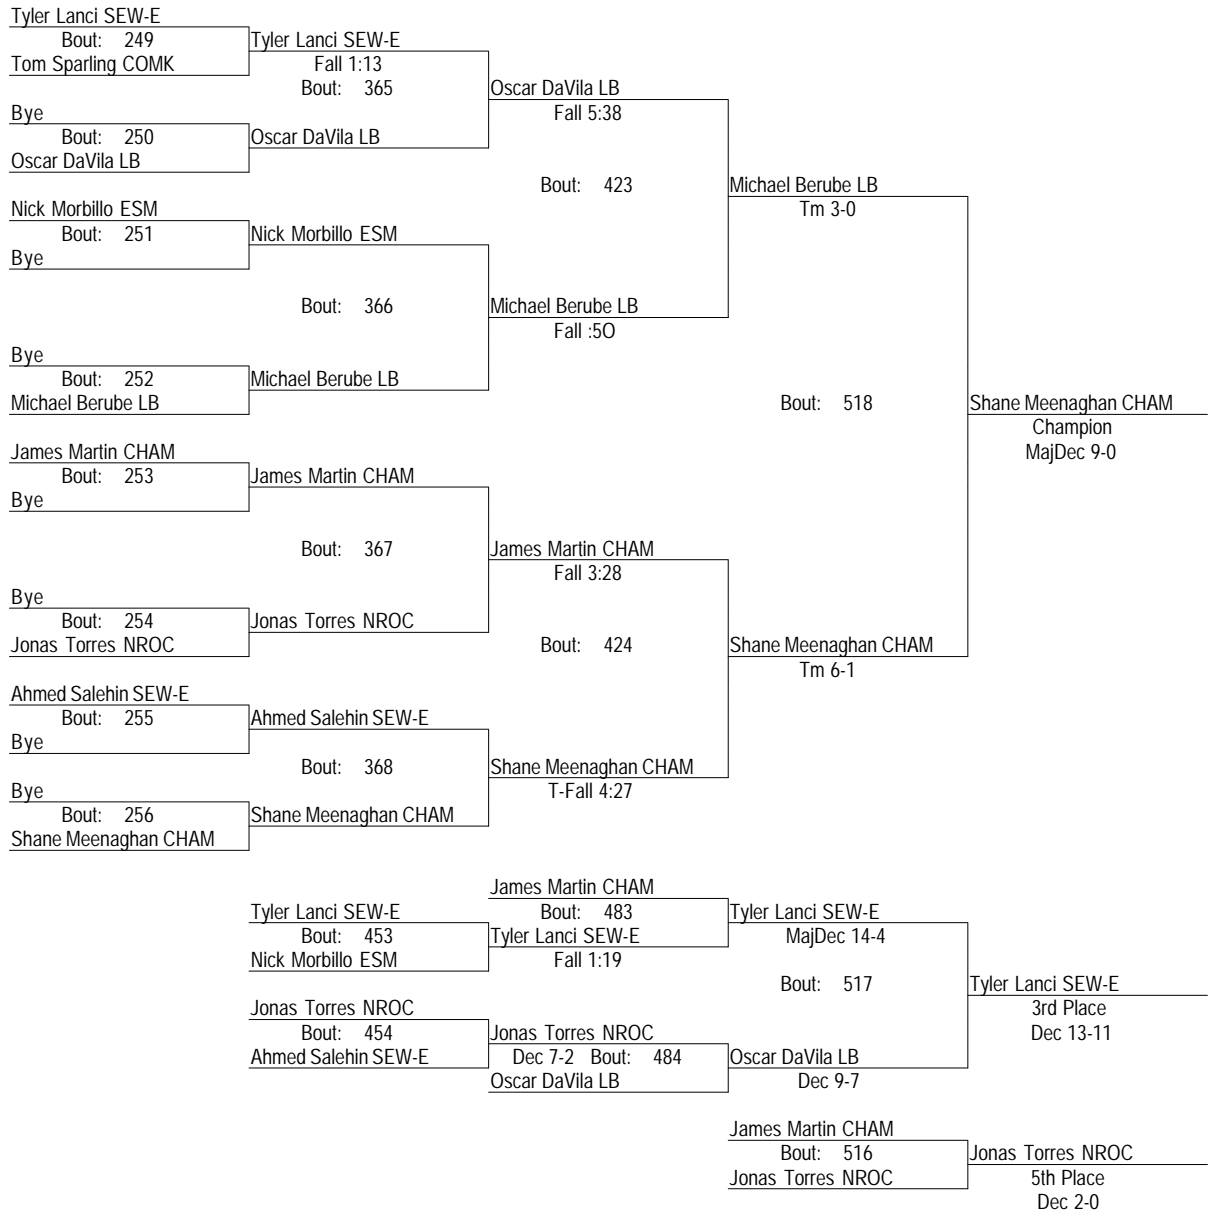 Tyler Lanci SEW-E
Bout: 249
Tyler Lanci SEW-E
Tom Sparling COMK
Fall 1:13
Bout: 365
Oscar DaVila LB
Bye
Fall 5:38
Bout: 250
Oscar DaVila LB
Oscar DaVila LB
Bout: 423
Michael Berube LB
Nick Morbillo ESM
Tm 3-0
Bout: 251
Nick Morbillo ESM
Bye
Bout: 366
Michael Berube LB
Fall :5O
Bye
Bout: 252
Michael Berube LB
Michael Berube LB
Bout: 518
Shane Meenaghan CHAM
Champion
MajDec 9-0
James Martin CHAM
Bout: 253
James Martin CHAM
Bye
Bout: 367
James Martin CHAM
Fall 3:28
Bye
Bout: 254
Jonas Torres NROC
Jonas Torres NROC
Bout: 424
Shane Meenaghan CHAM
Tm 6-1
Ahmed Salehin SEW-E
Bout: 255
Ahmed Salehin SEW-E
Bye
Bout: 368
Shane Meenaghan CHAM
T-Fall 4:27
Bye
Bout: 256
Shane Meenaghan CHAM
Shane Meenaghan CHAM
James Martin CHAM
Tyler Lanci SEW-E
Bout: 483
Tyler Lanci SEW-E
Bout: 453
Tyler Lanci SEW-E
MajDec 14-4
Nick Morbillo ESM
Fall 1:19
Bout: 517
Tyler Lanci SEW-E
3rd Place
Dec 13-11
Jonas Torres NROC
Bout: 454
Jonas Torres NROC
Ahmed Salehin SEW-E
Dec 7-2 Bout: 484
Oscar DaVila LB
Oscar DaVila LB
Dec 9-7
James Martin CHAM
Bout: 516
Jonas Torres NROC
Jonas Torres NROC
5th Place
Dec 2-0